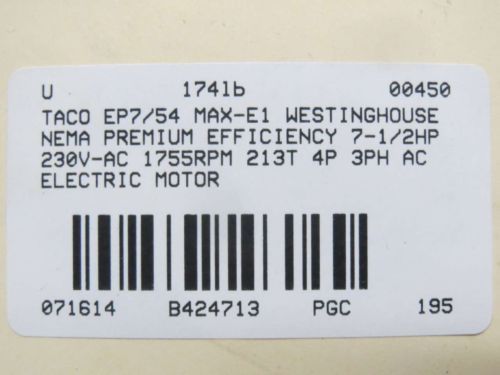 U 174lb 00450
TACO EP7/54 MAX-E1 WESTINGHOUSE
NEMA PREMIUM EFFICIENCY 7-1/2HP
230V-AC 1755RPM 213T 4P 3PH AC
ELECTRIC MOTOR
071614 B424713 PGC 195